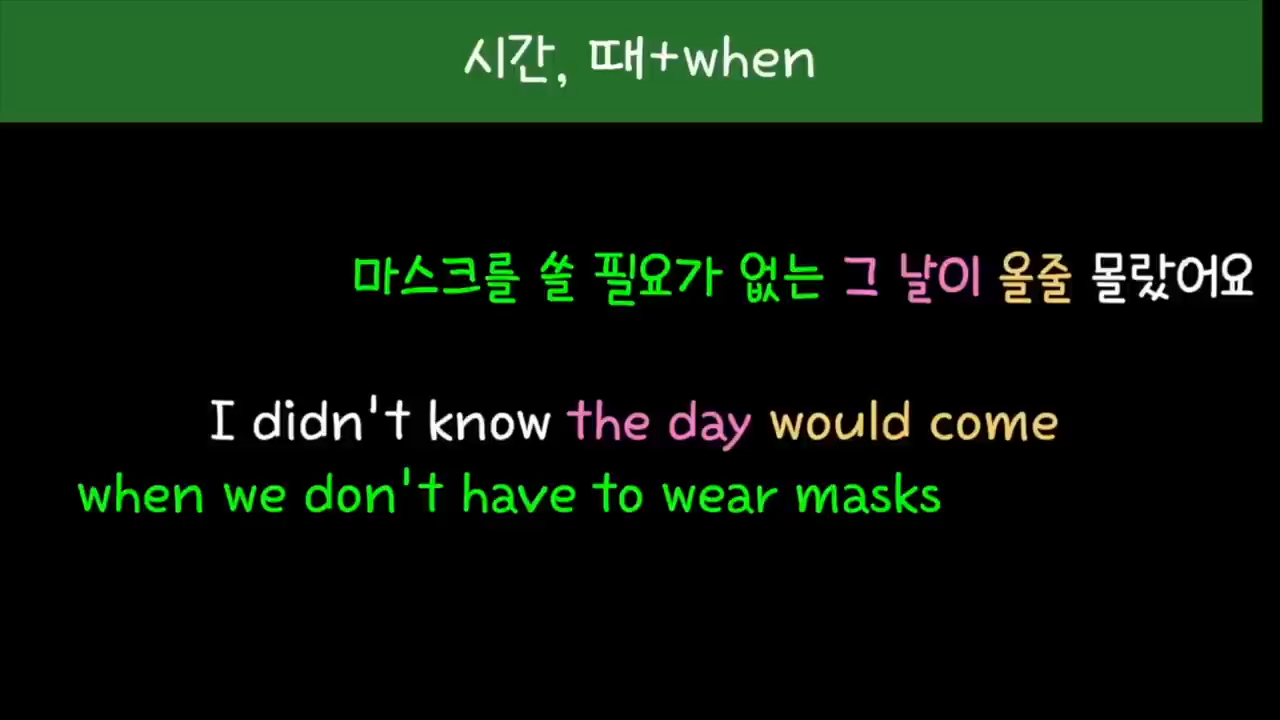 시간, 때+when
마스크를 쓸 필요가 없는 그 날이 올줄 몰랐어요
I didn't know the day would come
when we don't have to wear masks